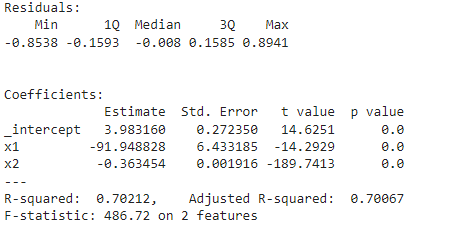 Residuals:
Min 1Q Median 3Q Max
-0.8538 -0.1593 -0.008 0.1585 0.8941
Coefficients:
Estimate Std. Error t value p value
_intercept 3.983160 0.272350 14.6251 0.0
x1 -91.948828 6.433185 -14.2929 0.0
x2 -0.363454 0.001916 -189.7413 0.0
---
R-squared: 0.70212, Adjusted R-squared: 0.70067
F-statistic: 486.72 on 2 features